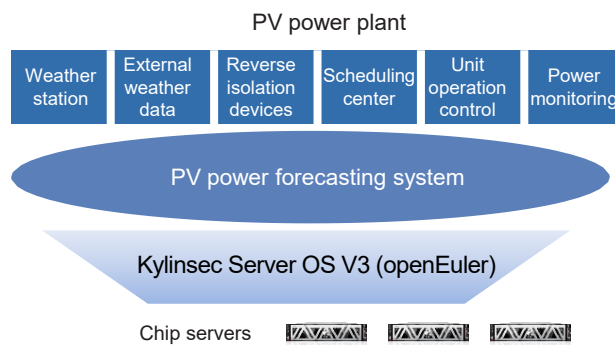 PV power plant
Weather
station
External
weather
data
Reverse
isolation
devices
Scheduling
center
Unit
operation
control
Power
monitoring
PV power forecasting system
Kylinsec Server OS V3 (openEuler)
Chip servers